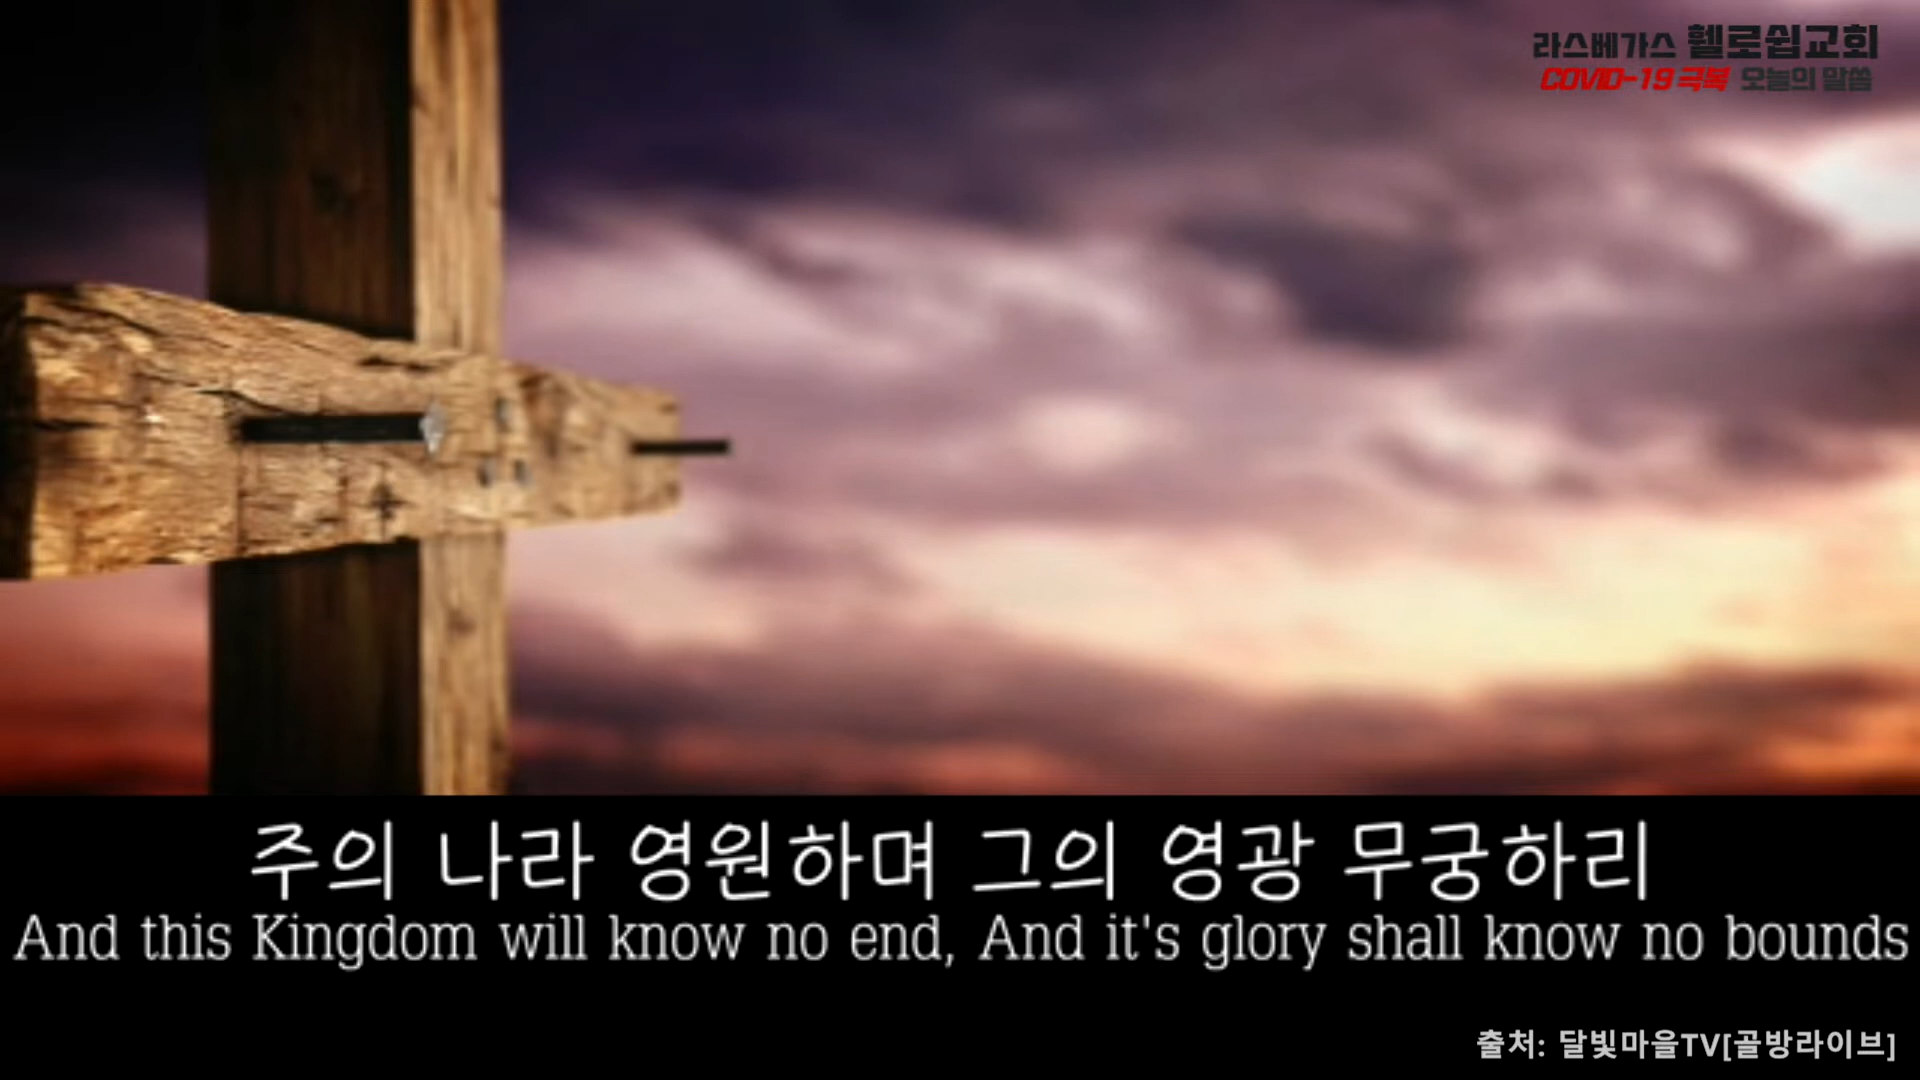 라스베가스 헬로쉽교회
COVID-19 극복 오늘의 말씀
주의 나라 영원하며 그의 영광 무궁하리
And this Kingdom will know no end, And it's glory shall know no bounds
출처: 달빛마을TV[골방라이브]